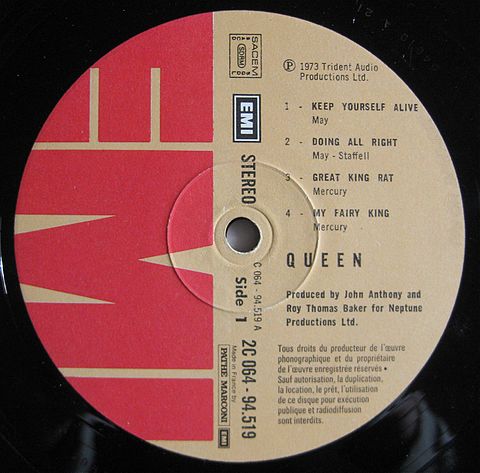 SACEM
SDRM
℗ 1973 Trident Audio
Productions Ltd.
1 - KEEP YOURSELF ALIVE
May
2 - DOING ALL RIGHT
May - Staffell
3 - GREAT KING RAT
Mercury
4 - MY FAIRY KING
Mercury
QUEEN
Produced by John Anthony and
Roy Thomas Baker for Neptune
Productions Ltd.
Tous droits du producteur de l'œuvre
phonographique et du propriétaire
de l'œuvre enregistrée réservés •
Sauf autorisation, la duplication,
la location, le prêt, l'utilisation
de ce disque pour exécution
publique et radiodiffusion
sont interdits.
EMI
STEREO
C 064 - 94.519 A
Side 1
2C 064 - 94.519
Made in France by
PATHE MARCONI EMI
EMI